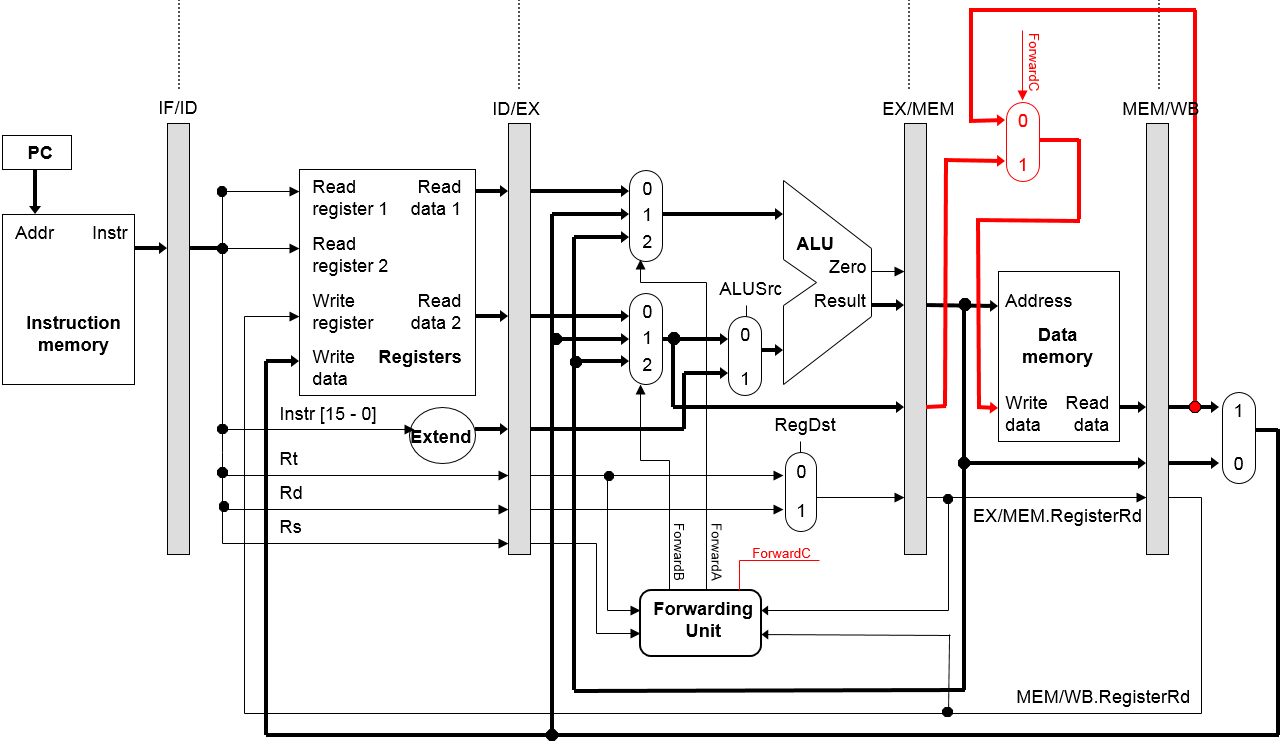 IF/ID
ID/EX
EX/MEM
MEM/WB
ForwardC
0
1
PC
Addr
Instr
Instruction
memory
Read
register 1
Read
data 1
Read
register 2
Write
register
Read
data 2
Write
data
Registers
0
1
2
0
1
2
ALUSrc
0
1
ALU
Zero
Result
Address
Data
memory
Write
data
Read
data
1
0
Instr [15 - 0]
Extend
Rt
Rd
Rs
RegDst
0
1
EX/MEM.RegisterRd
ForwardB
ForwardA
ForwardC
Forwarding
Unit
MEM/WB.RegisterRd